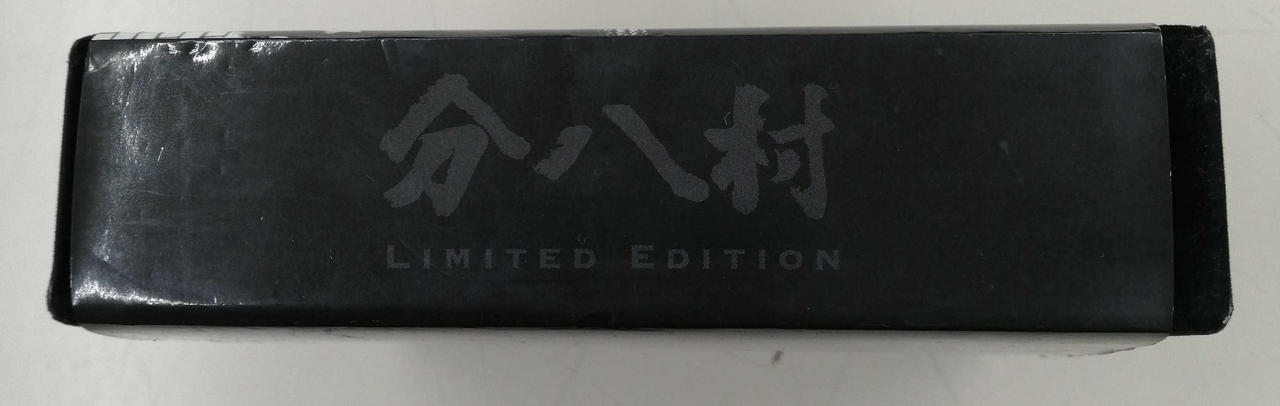 分八村
LIMITED EDITION